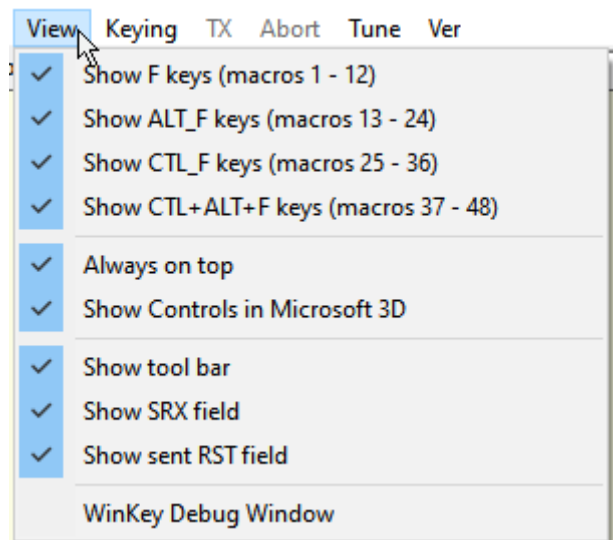 View Keying TX Abort Tune Ver
Show F keys (macros 1 - 12)
Show ALT_F keys (macros 13 - 24)
Show CTL_F keys (macros 25 - 36)
Show CTL+ALT+F keys (macros 37 - 48)
Always on top
Show Controls in Microsoft 3D
Show tool bar
Show SRX field
Show sent RST field
WinKey Debug Window